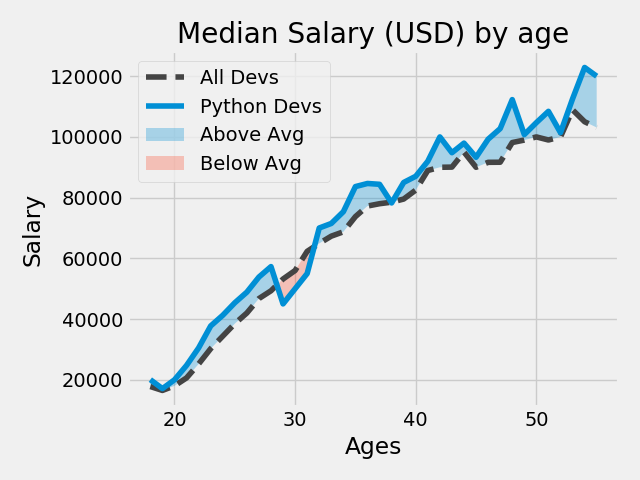 Median Salary (USD) by age
All Devs
Python Devs
Above Avg
Below Avg
120000
100000
80000
60000
40000
20000
Salary
20 30 40 50
Ages